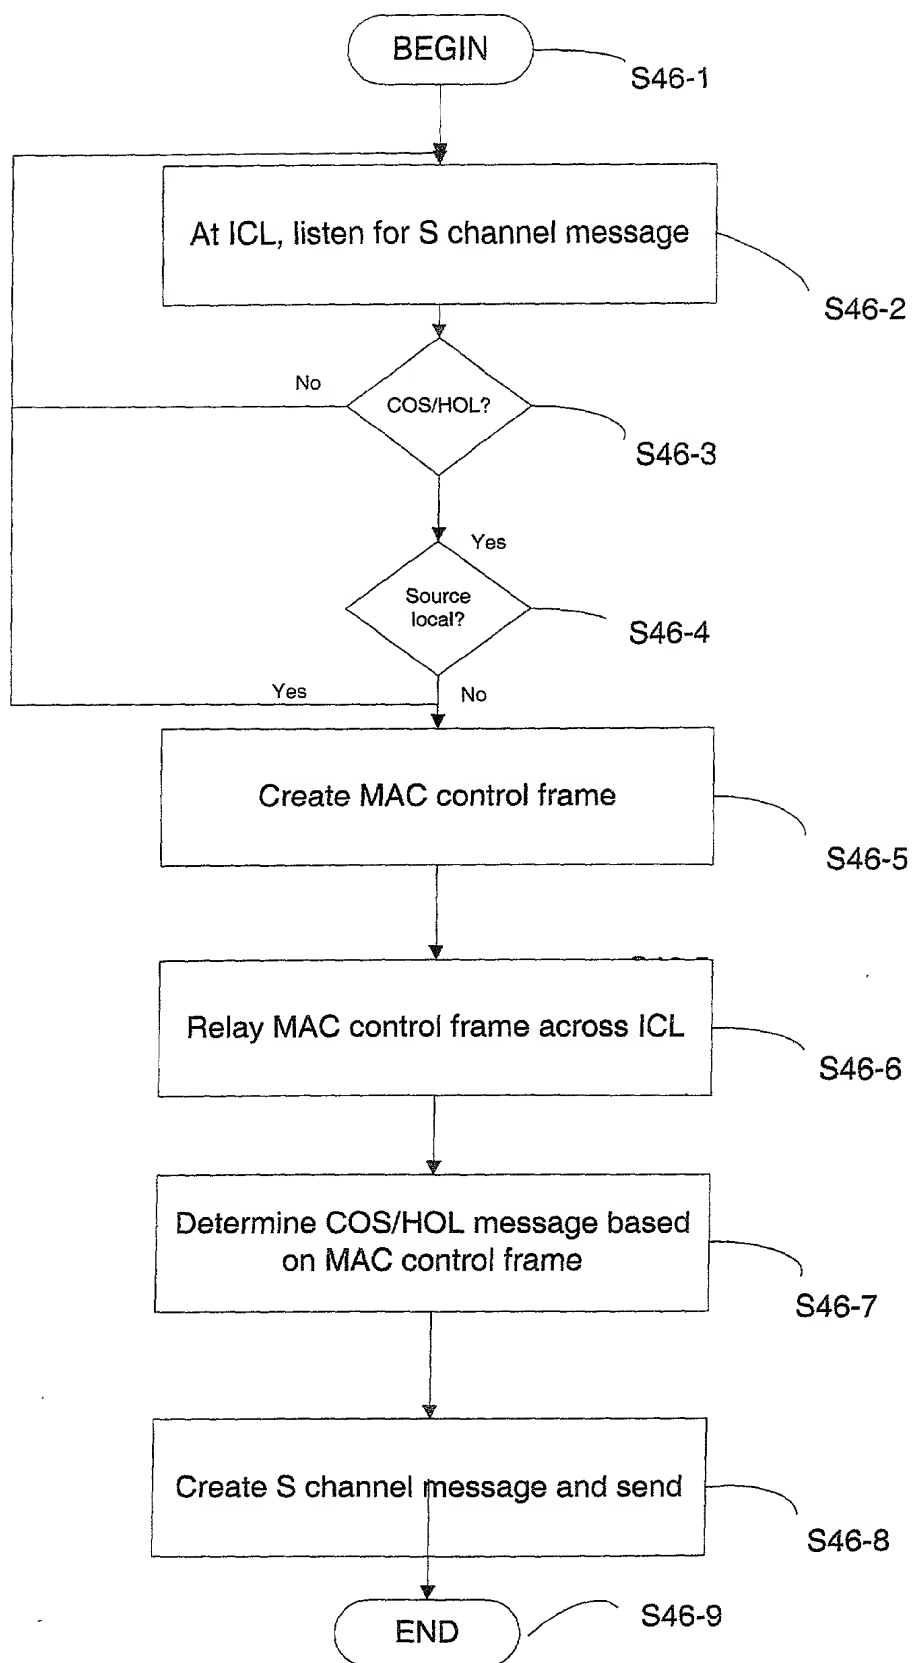 BEGIN
S46-1
At ICL, listen for S channel message
S46-2
No
COS/HOL?
S46-3
Yes
Source
local?
S46-4
Yes
No
Create MAC control frame
S46-5
Relay MAC control frame across ICL
S46-6
Determine COS/HOL message based
on MAC control frame
S46-7
Create S channel message and send
S46-8
END
S46-9